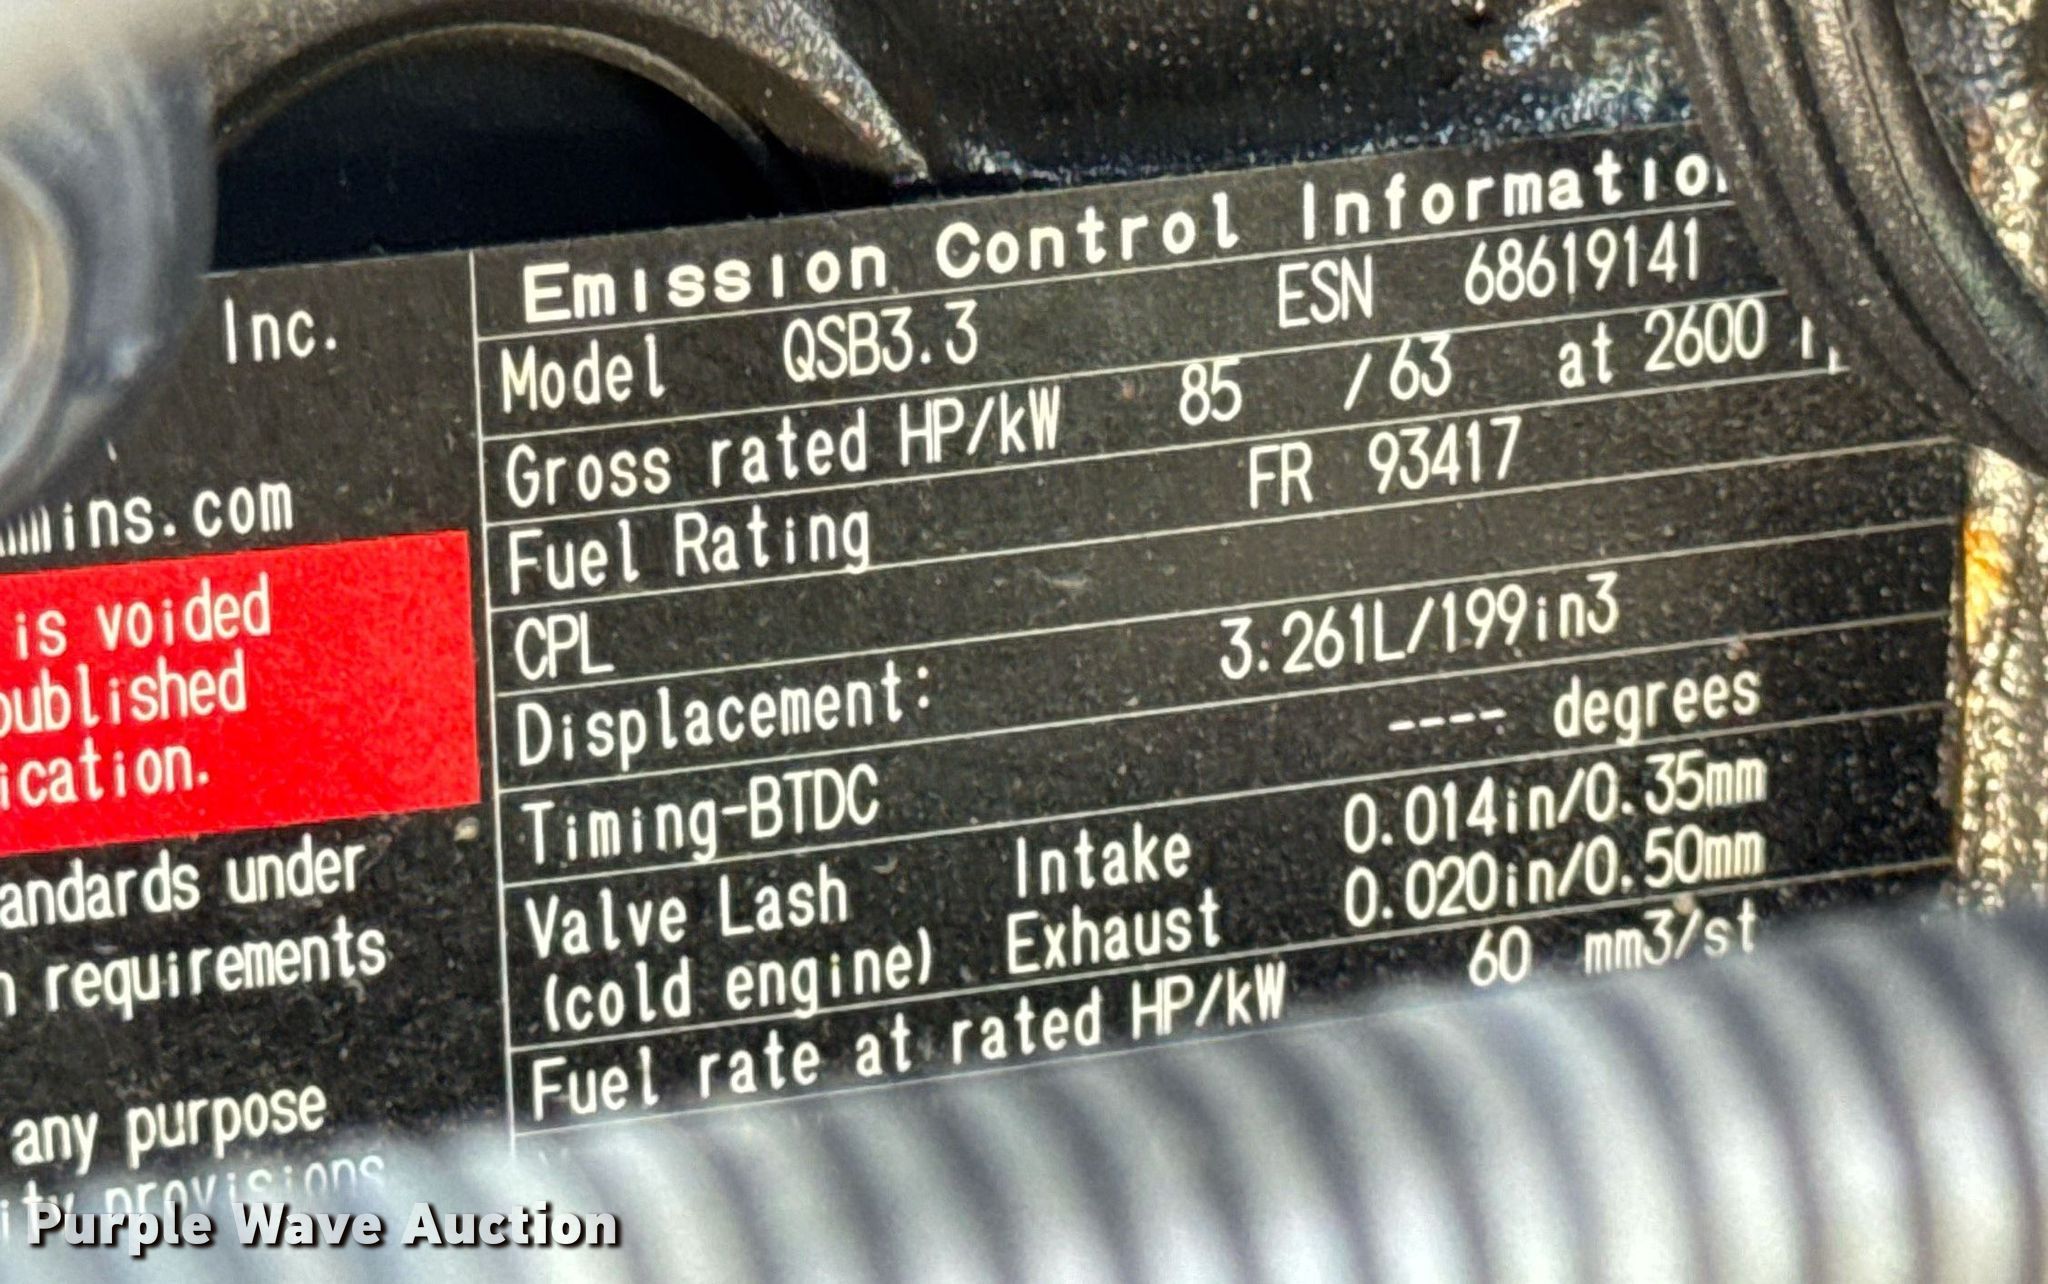 Inc.
ins.com
is voided
published
ication.
andards under
requirements
any purpose
ity provisions
Emission Control Informatio
Model QSB3.3 ESN 68619141
Gross rated HP/kW 85 / 63 at 2600
Fuel Rating FR 93417
CPL
Displacement: 3.261L/199in3
Timing-BTDC ---- degrees
Valve Lash Intake 0.014in/0.35mm
(cold engine) Exhaust 0.020in/0.50mm
Fuel rate at rated HP/kW 60 mm3/st
Purple Wave Auction